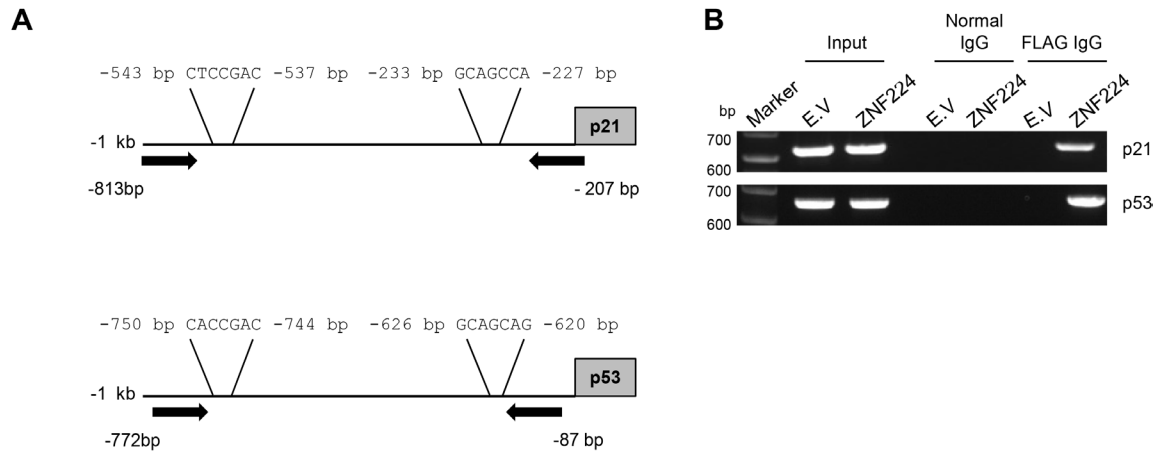 A
-543 bp CTCCGAC -537 bp -233 bp GCAGCCA -227 bp
p21
-1 kb
-813bp
- 207 bp
-750 bp CACCGAC -744 bp -626 bp GCAGCAG -620 bp
p53
-1 kb
-772bp
-87 bp
B
Input
Normal
IgG
FLAG IgG
bp
Marker
E.V
ZNF224
E.V
ZNF224
E.V
ZNF224
700
600
p21
700
600
p53